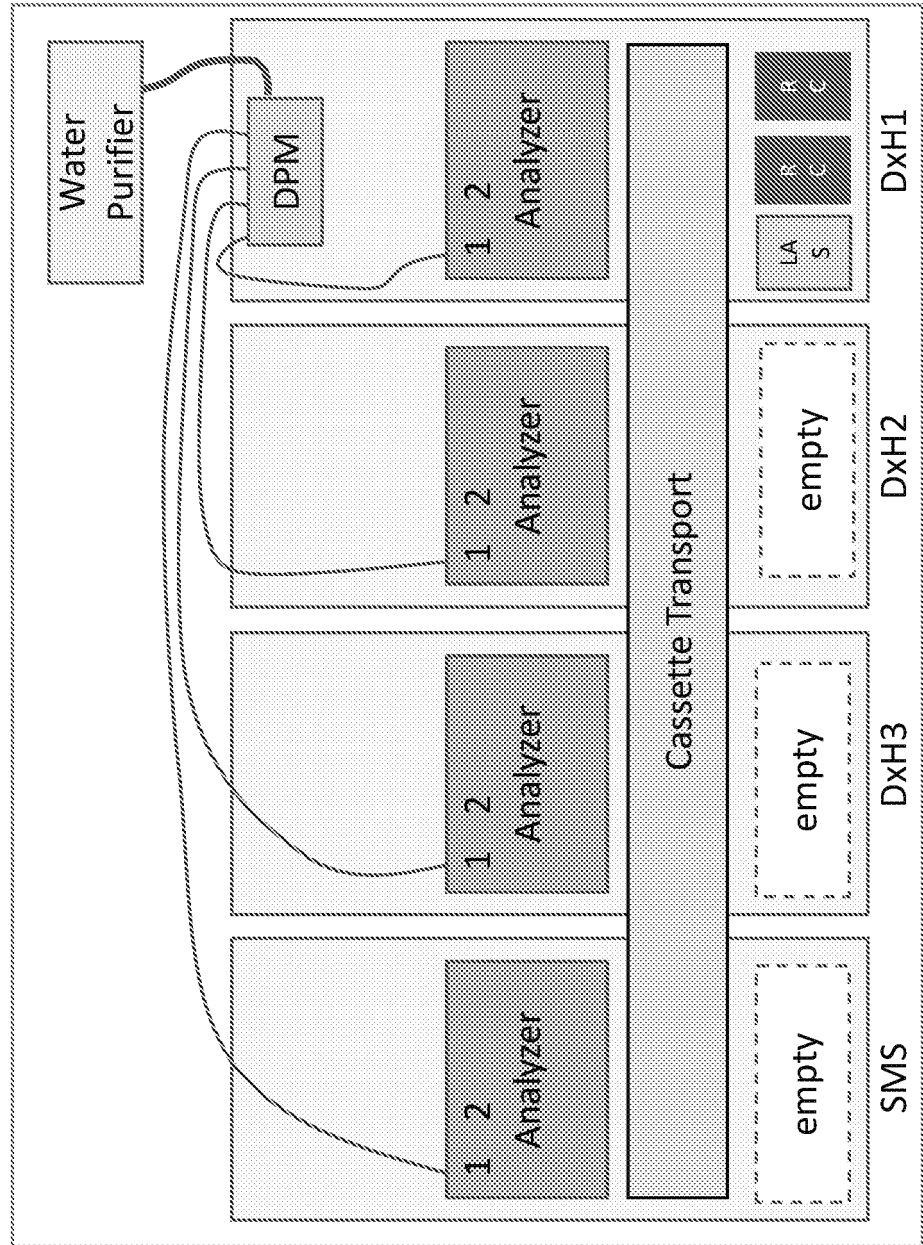 Water
Purifier
DPM
1 2
Analyzer
1 2
Analyzer
1 2
Analyzer
1 2
Analyzer
Cassette Transport
empty
empty
empty
LA
S
R
C
R
C
SMS
DxH3
DxH2
DxH1